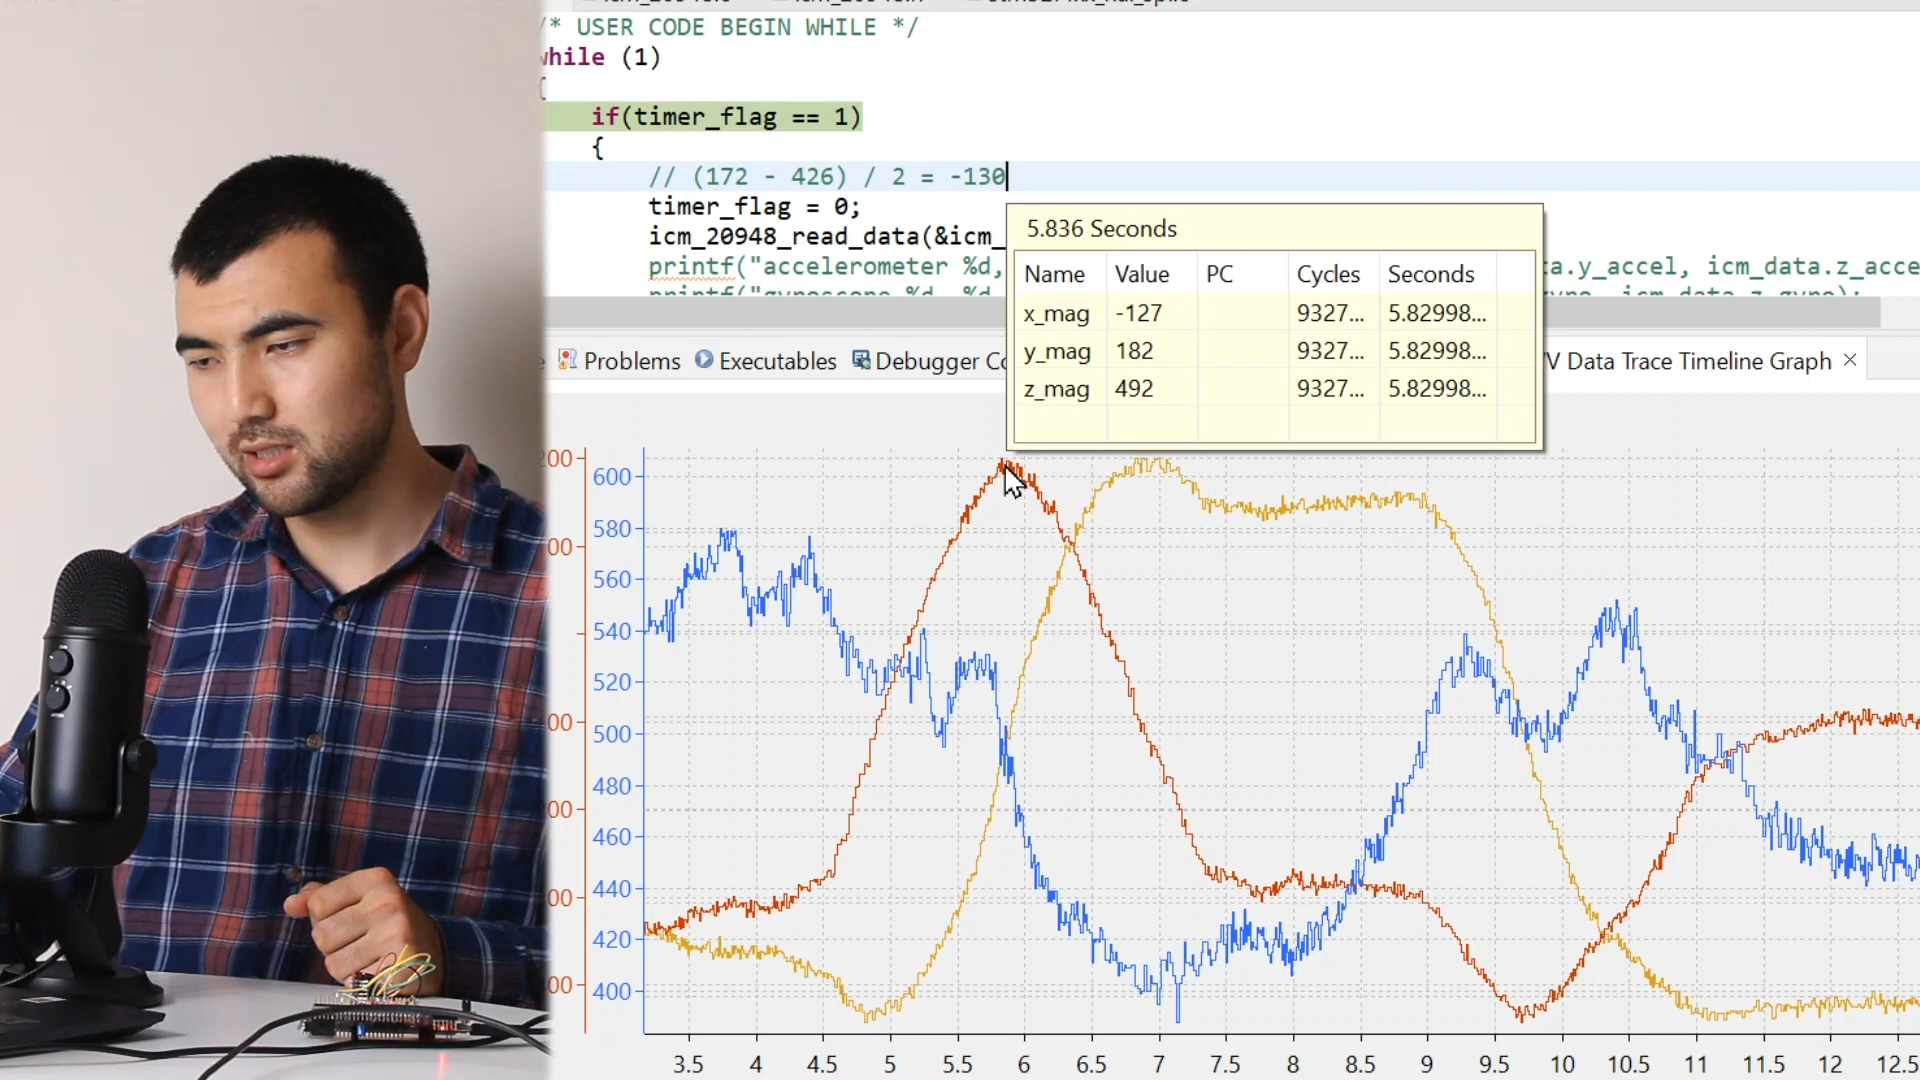 /* USER CODE BEGIN WHILE */
while (1)
{
if(timer_flag == 1)
{
// (172 - 426) / 2 = -130
timer_flag = 0;
icm_20948_read_data(&icm_
printf("accelerometer %d, a.y_accel, icm_data.z_acce
5.836 Seconds
Name Value PC Cycles Seconds
x_mag -127 9327... 5.82998...
y_mag 182 9327... 5.82998...
z_mag 492 9327... 5.82998...
Problems Executables Debugger Co V Data Trace Timeline Graph
600
580
560
540
520
500
480
460
440
420
400
3.5 4 4.5 5 5.5 6 6.5 7 7.5 8 8.5 9 9.5 10 10.5 11 11.5 12 12.5